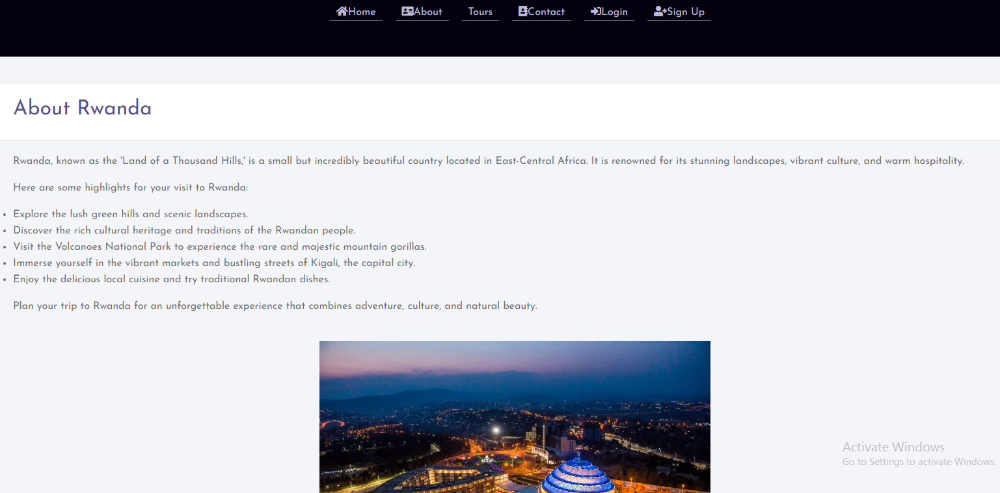 Home About Tours Contact Login Sign Up
About Rwanda
Rwanda, known as the 'Land of a Thousand Hills,' is a small but incredibly beautiful country located in East-Central Africa. It is renowned for its stunning landscapes, vibrant culture, and warm hospitality.
Here are some highlights for your visit to Rwanda:
• Explore the lush green hills and scenic landscapes.
• Discover the rich cultural heritage and traditions of the Rwandan people.
• Visit the Volcanoes National Park to experience the rare and majestic mountain gorillas.
• Immerse yourself in the vibrant markets and bustling streets of Kigali, the capital city.
• Enjoy the delicious local cuisine and try traditional Rwandan dishes.
Plan your trip to Rwanda for an unforgettable experience that combines adventure, culture, and natural beauty.
Activate Windows
Go to Settings to activate Windows.